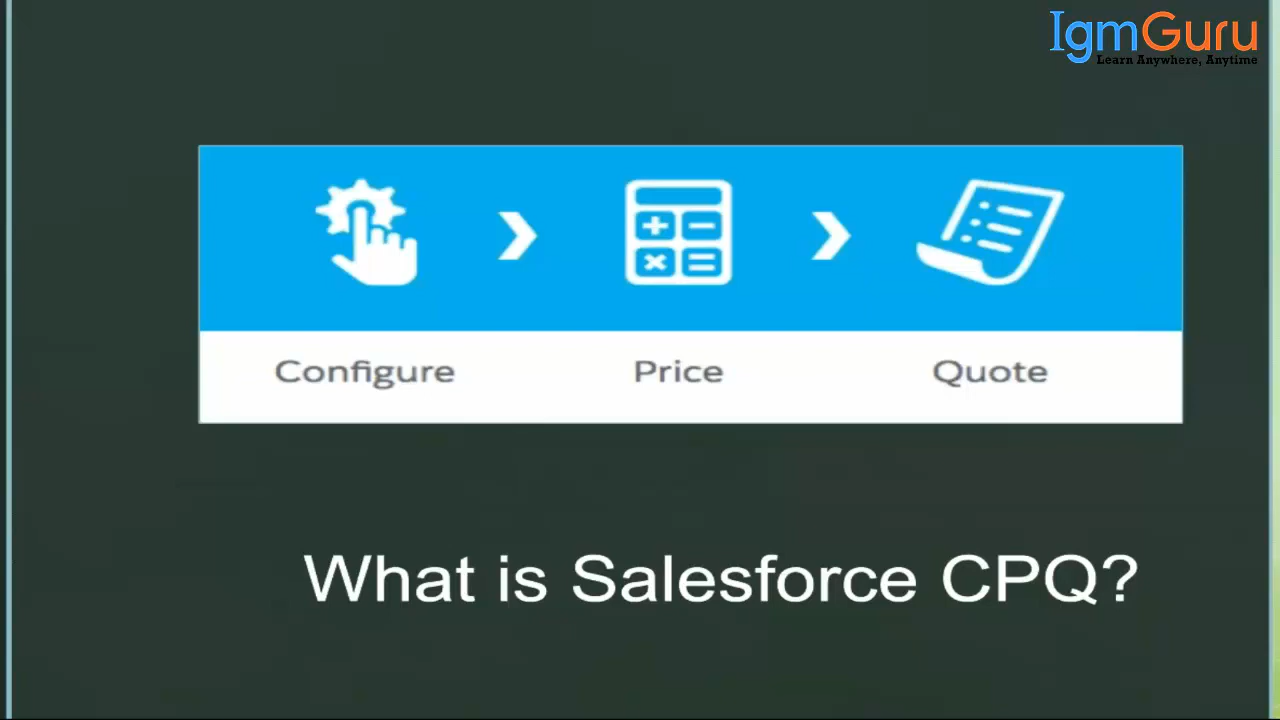 IgmGuru
Learn Anywhere, Anytime
Configure
Price
Quote
What is Salesforce CPQ?